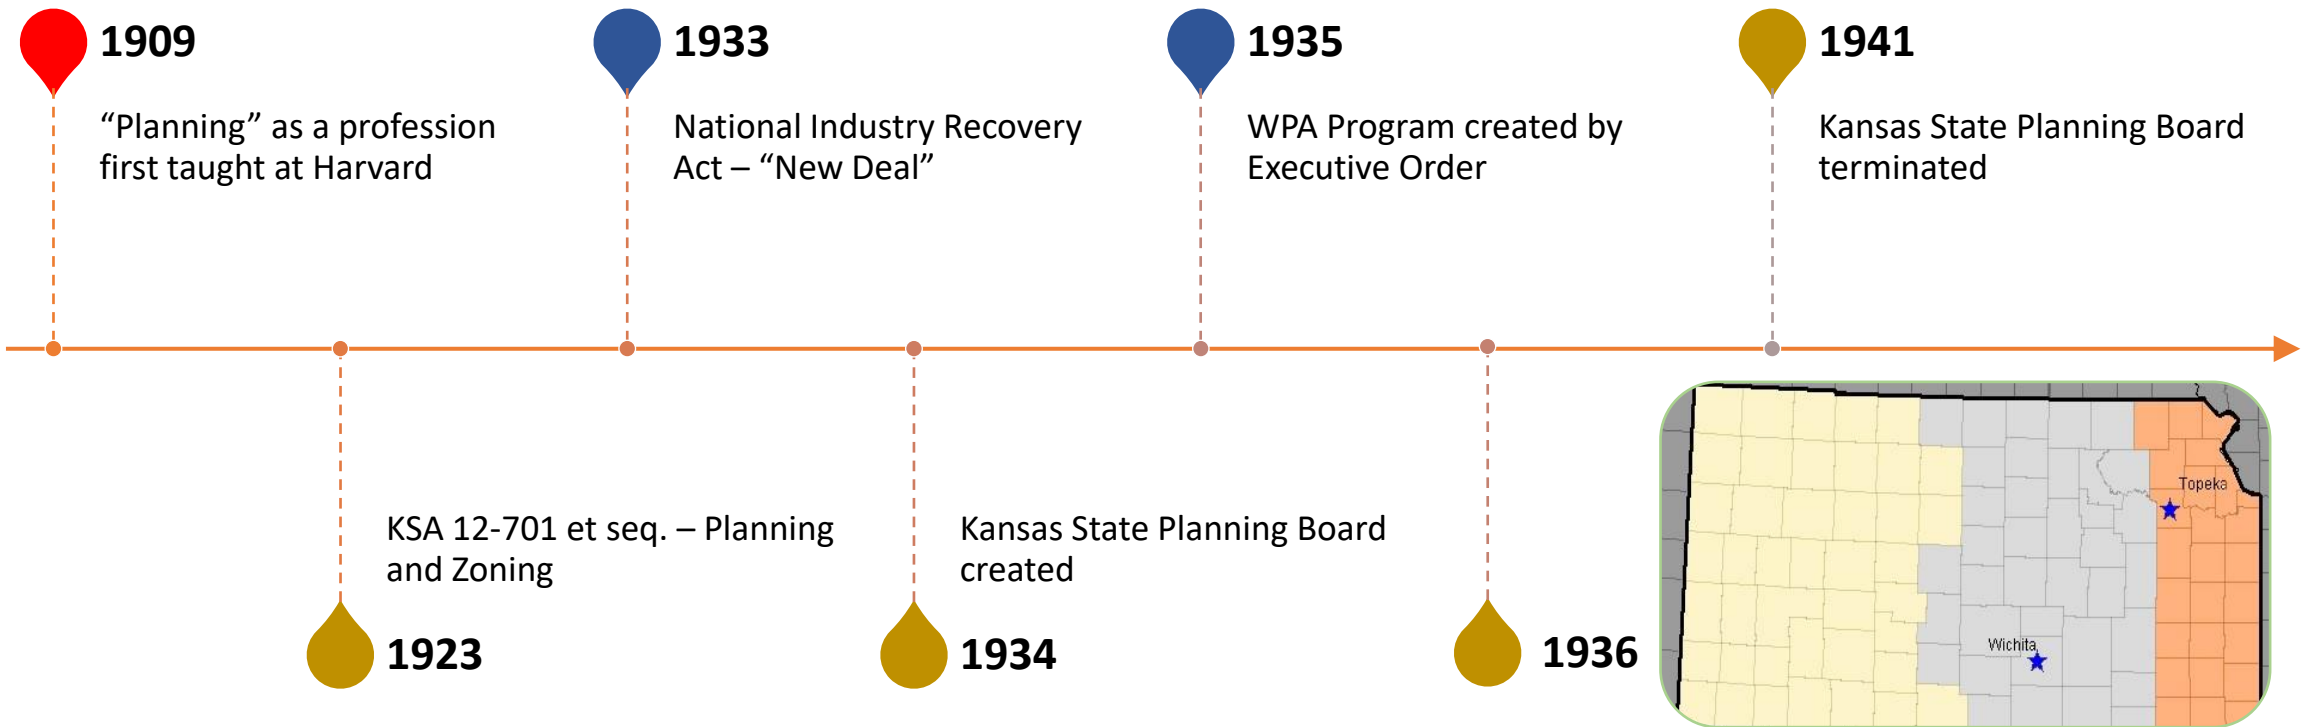 1909
“Planning” as a profession
first taught at Harvard
1933
National Industry Recovery
Act – “New Deal”
1935
WPA Program created by
Executive Order
1941
Kansas State Planning Board
terminated
KSA 12-701 et seq. – Planning
and Zoning
1923
Kansas State Planning Board
created
1934
1936
Topeka
Wichita